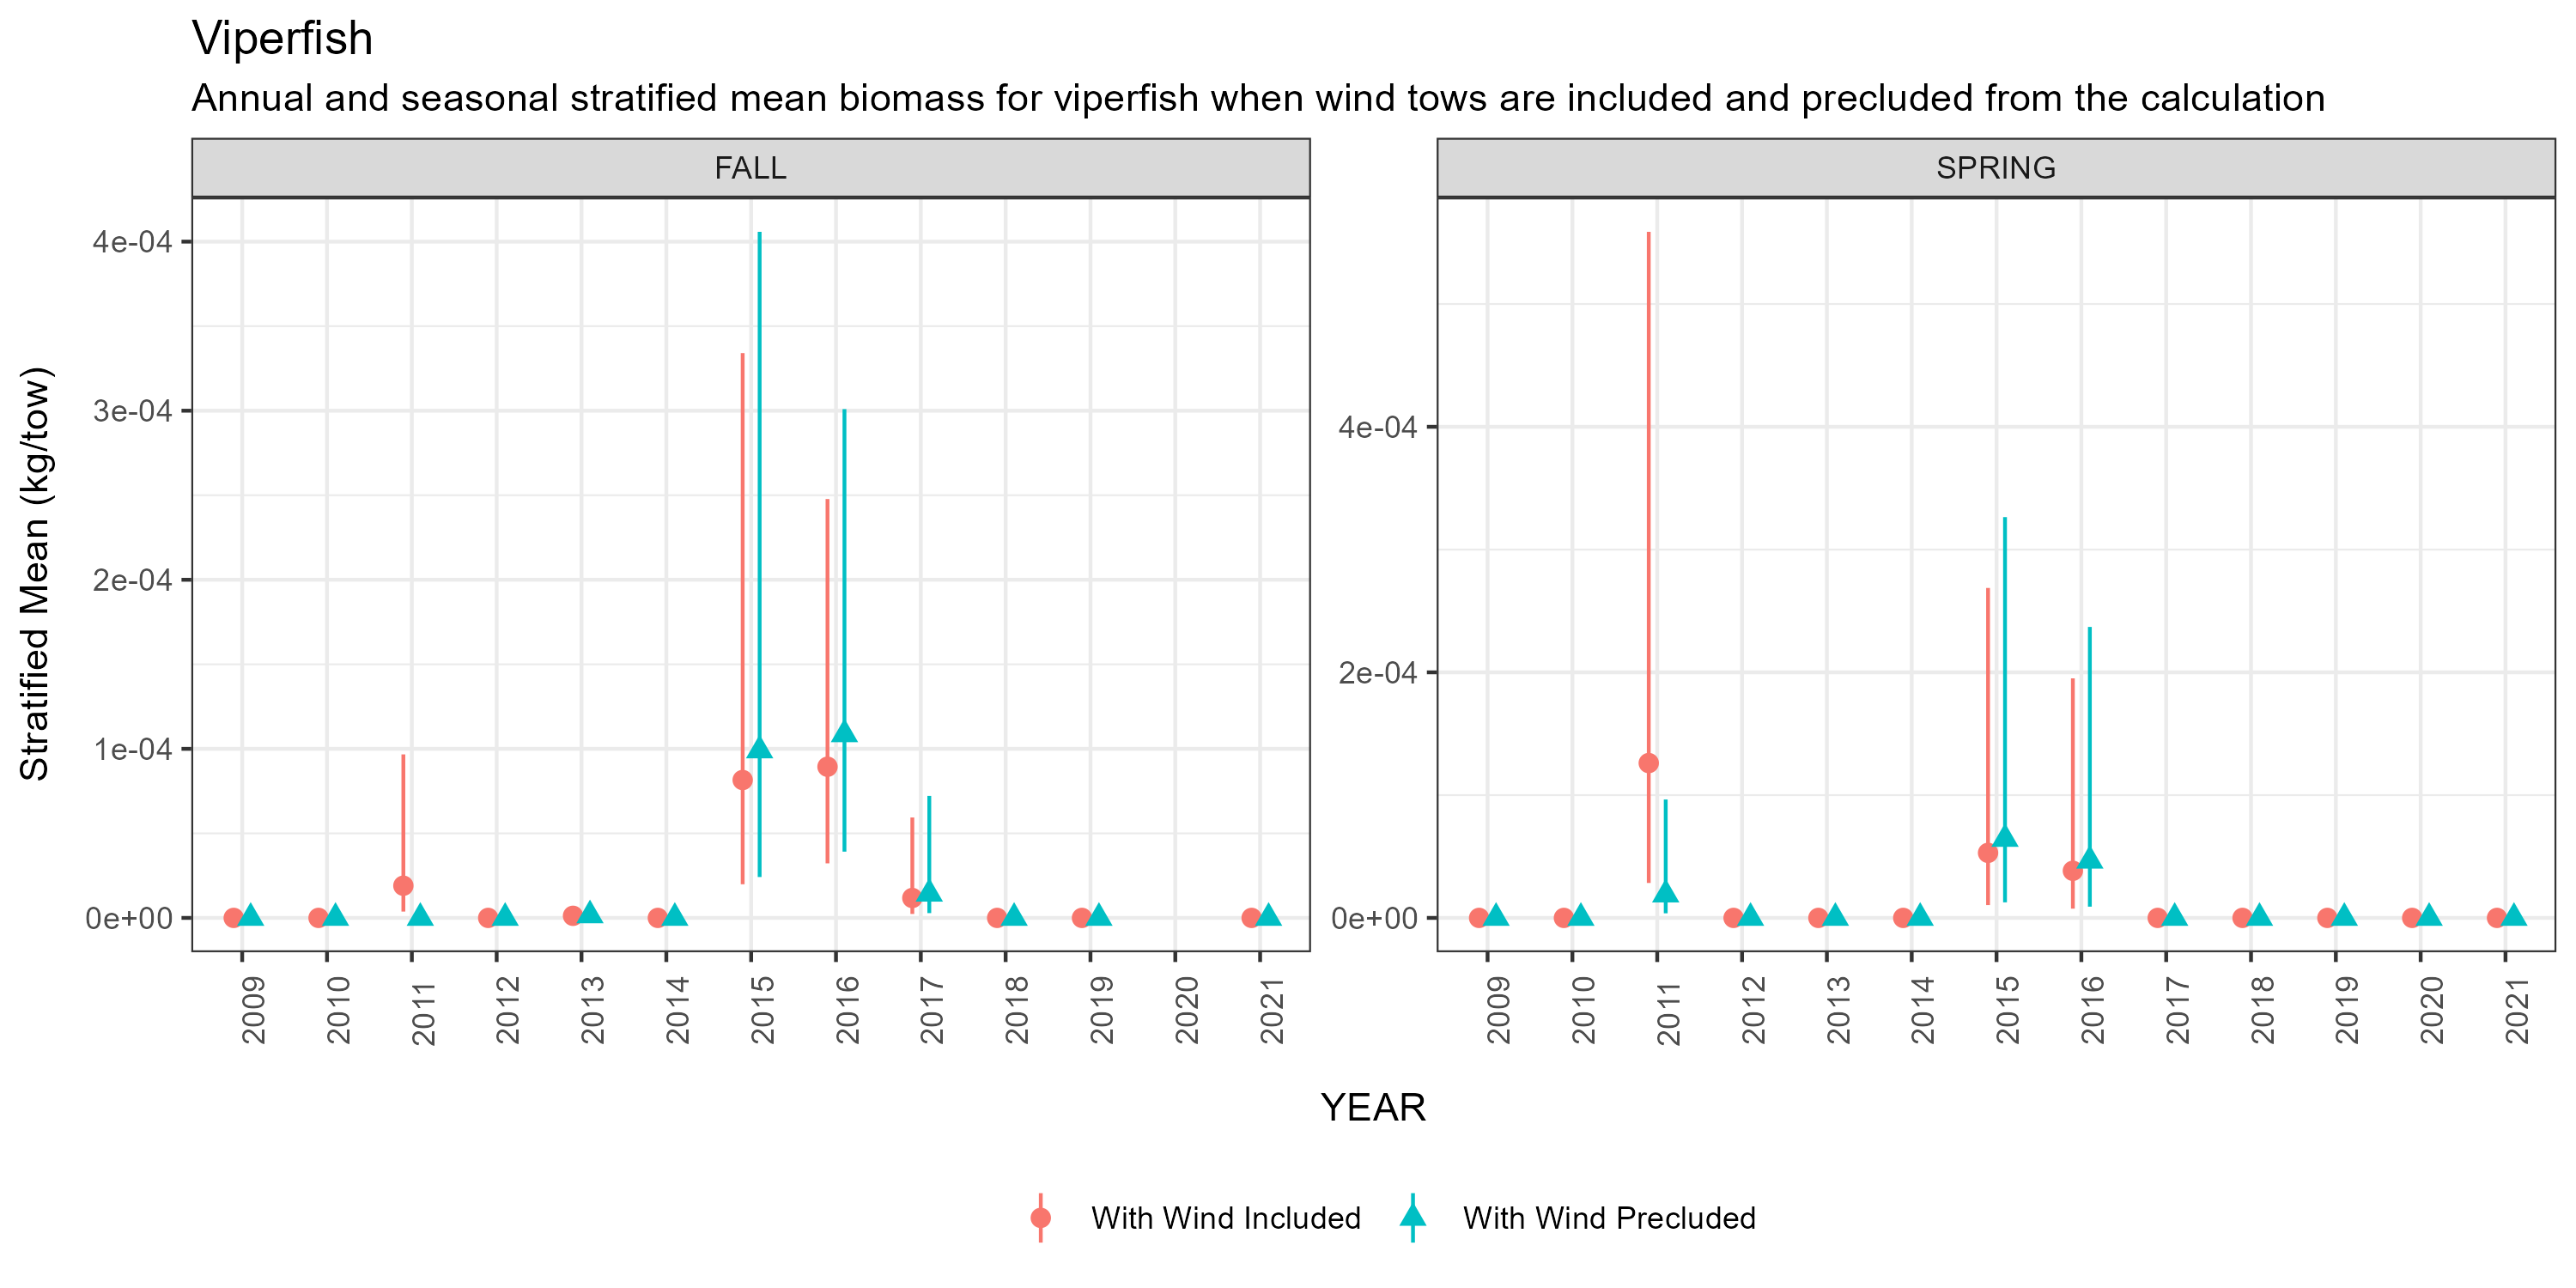 Viperfish
Annual and seasonal stratified mean biomass for viperfish when wind tows are included and precluded from the calculation
FALL
SPRING
Stratified Mean (kg/tow)
4e-04
3e-04
2e-04
1e-04
0e+00
4e-04
2e-04
0e+00
2009
2010
2011
2012
2013
2014
2015
2016
2017
2018
2019
2020
2021
2009
2010
2011
2012
2013
2014
2015
2016
2017
2018
2019
2020
2021
YEAR
With Wind Included
With Wind Precluded